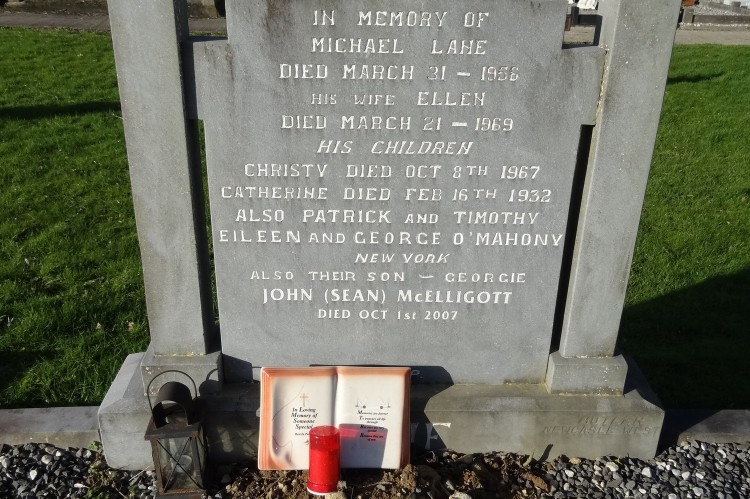 IN MEMORY OF
MICHAEL LANE
DIED MARCH 31 — 1958
HIS WIFE ELLEN
DIED MARCH 21 — 1969
HIS CHILDREN
CHRISTY DIED OCT 8TH 1967
CATHERINE DIED FEB 16TH 1932
ALSO PATRICK AND TIMOTHY
EILEEN AND GEORGE O'MAHONY
NEW YORK
ALSO THEIR SON — GEORGIE
JOHN (SEAN) McELLIGOTT
DIED OCT 1ST 2007
In Loving
Memory of
Someone
Special